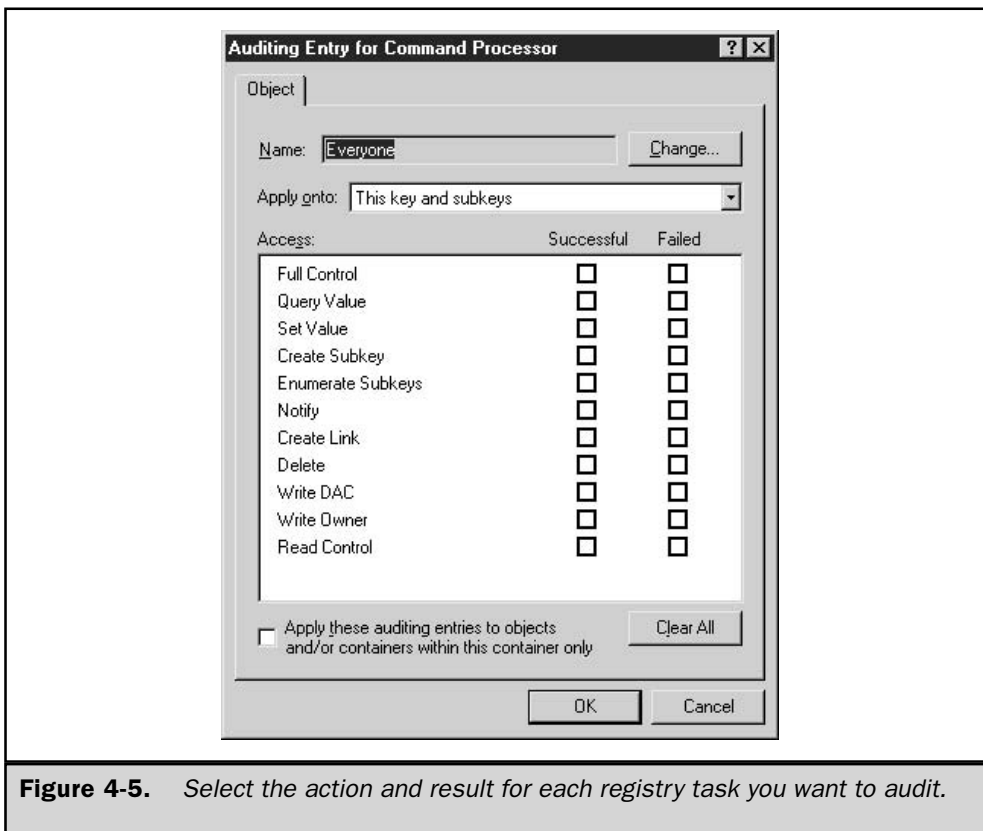 Auditing Entry for Command Processor
Object
Name: Everyone Change...
Apply onto: This key and subkeys
Access: Successful Failed
Full Control
Query Value
Set Value
Create Subkey
Enumerate Subkeys
Notify
Create Link
Delete
Write DAC
Write Owner
Read Control
Apply these auditing entries to objects
and/or containers within this container only
Clear All
OK Cancel
Figure 4-5. Select the action and result for each registry task you want to audit.